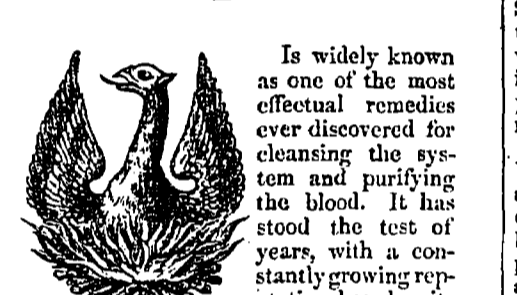 Is widely known
as one of the most
effectual remedies
ever discovered for
cleansing the sys-
tem and purifying
the blood. It has
stood the test of
years, with a con-
stantly growing rep-